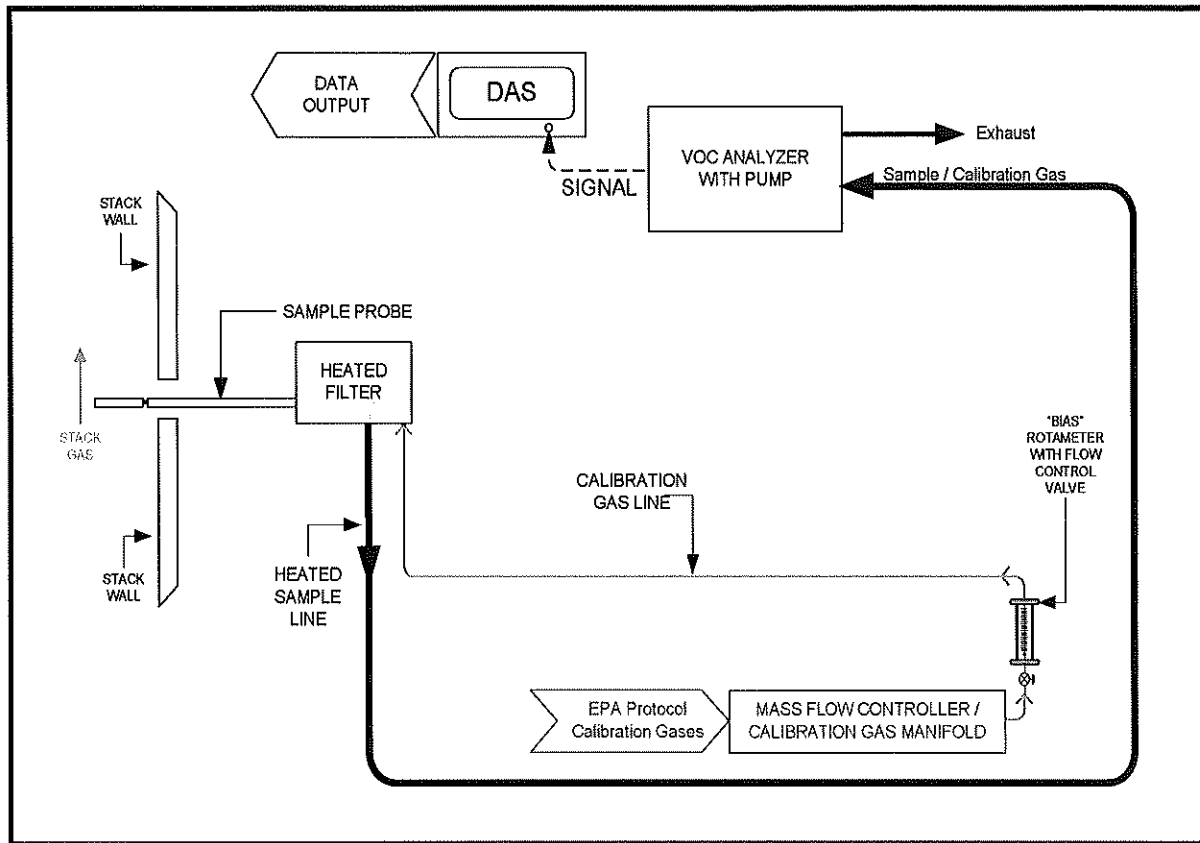 DATA
OUTPUT
DAS
SIGNAL
VOC ANALYZER
WITH PUMP
Exhaust
Sample / Calibration Gas
STACK
WALL
SAMPLE PROBE
HEATED
FILTER
STACK
GAS
"BIAS"
ROTAMETER
WITH FLOW
CONTROL
VALVE
CALIBRATION
GAS LINE
STACK
WALL
HEATED
SAMPLE
LINE
EPA Protocol
Calibration Gases
MASS FLOW CONTROLLER /
CALIBRATION GAS MANIFOLD